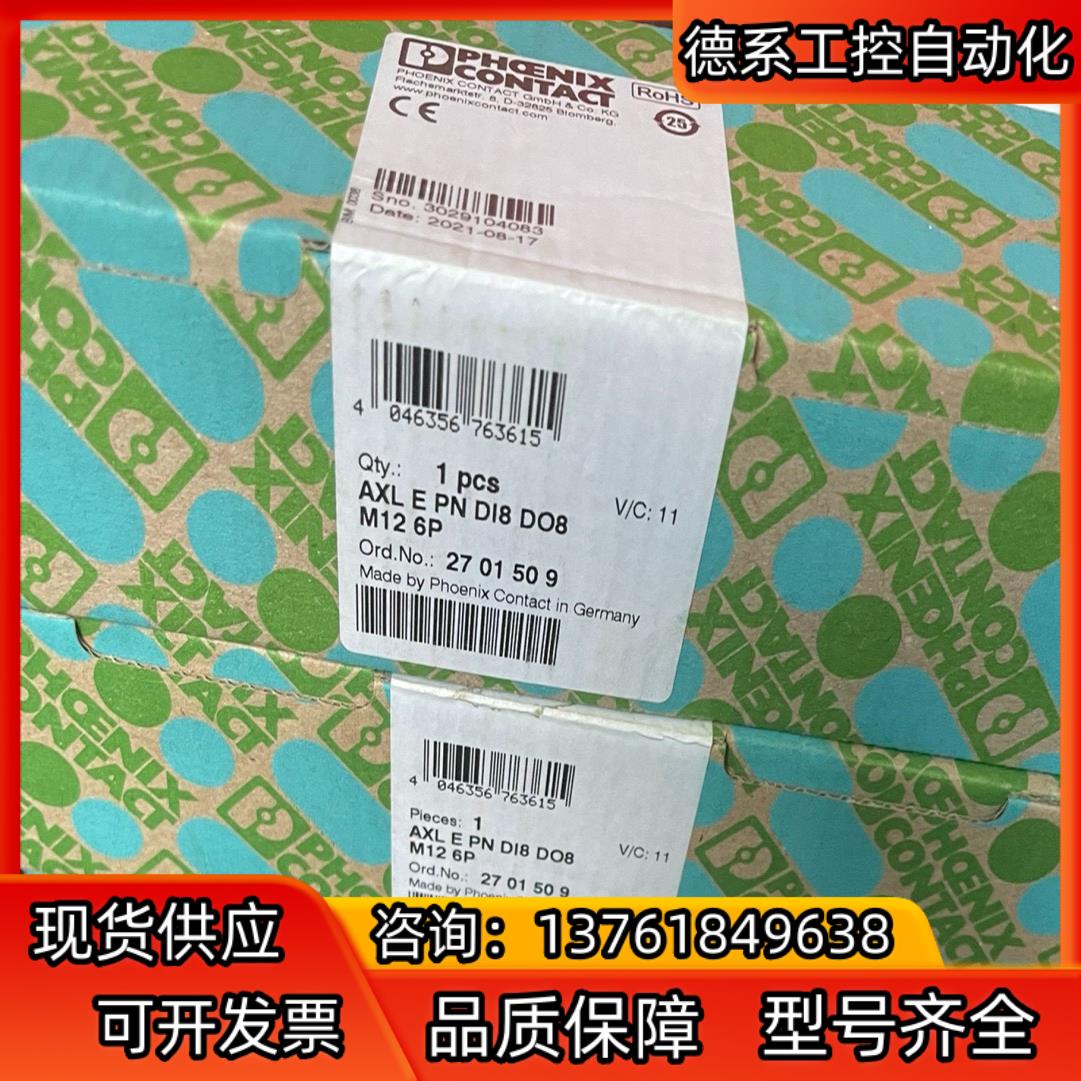 德系工控自动化
PHOENIX
CONTACT
PHOENIX CONTACT GmbH & Co. KG
Flachsmarktstr. 8, D-32825 Blomberg.
www.phoenixcontact.com
CE
RoHS
25
Sno. 3029104083
Date: 2021-08-17
4 046356 763615
Qty.: 1 pcs
AXL E PN DI8 DO8
M12 6P
V/C: 11
Ord.No.: 27 01 50 9
Made by Phoenix Contact in Germany
4 046356 763615
Pieces: 1
AXL E PN DI8 DO8
M12 6P
V/C: 11
Ord.No.: 27 01 50 9
Made by
现货供应
咨询：13761849638
可开发票
品质保障
型号齐全